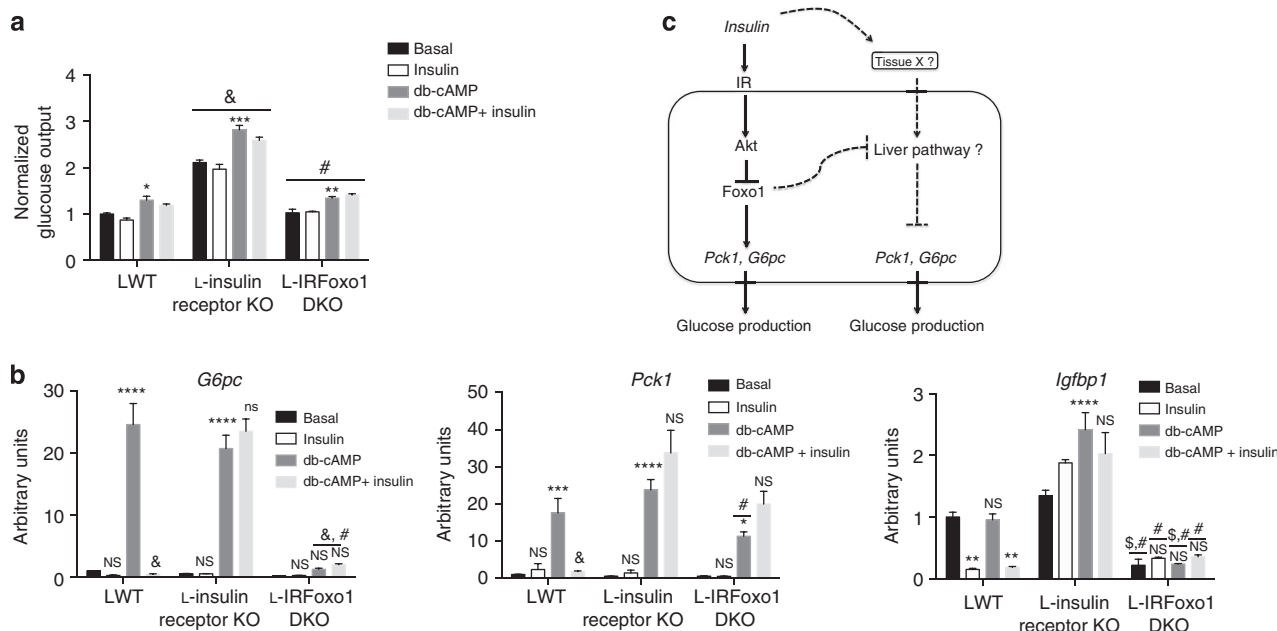 a
Basal
Insulin
db-cAMP
db-cAMP+ insulin
Normalized
glucouse output
4
3
2
1
0
*
&
***
#
**
LWT
L-insulin
receptor KO
L-IRFoxo1
DKO
c
Insulin
Tissue X ?
IR
Akt
Liver pathway ?
Foxo1
Pck1, G6pc
Pck1, G6pc
Glucose production
Glucose production
b
G6pc
Arbitrary units
30
20
10
0
Basal
Insulin
db-cAMP
db-cAMP+ insulin
NS
****
&
NS
****
ns
&, #
NS
NS
LWT
L-insulin
receptor KO
L-IRFoxo1
DKO
Pck1
Arbitrary units
50
40
30
20
10
0
Basal
Insulin
db-cAMP
db-cAMP + insulin
NS
***
&
NS
****
NS
#
*
NS
LWT
L-insulin
receptor KO
L-IRFoxo1
DKO
Igfbp1
Arbitrary units
3
2
1
0
Basal
Insulin
db-cAMP
db-cAMP + insulin
**
NS
**
****
NS
$,#
#
NS
$,#
NS
#
NS
LWT
L-insulin
receptor KO
L-IRFoxo1
DKO